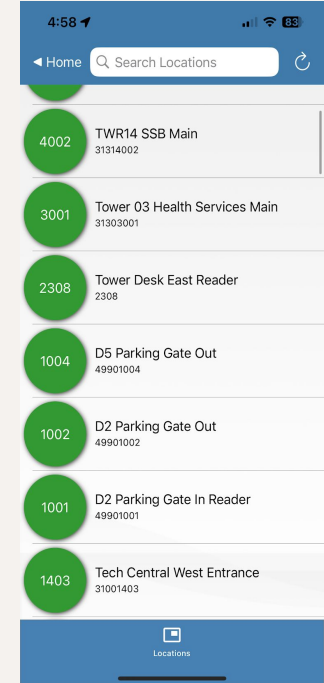 4:58
83
Home
Search Locations
4002
TWR14 SSB Main
31314002
3001
Tower 03 Health Services Main
31303001
2308
Tower Desk East Reader
2308
1004
D5 Parking Gate Out
49901004
1002
D2 Parking Gate Out
49901002
1001
D2 Parking Gate In Reader
49901001
1403
Tech Central West Entrance
31001403
Locations